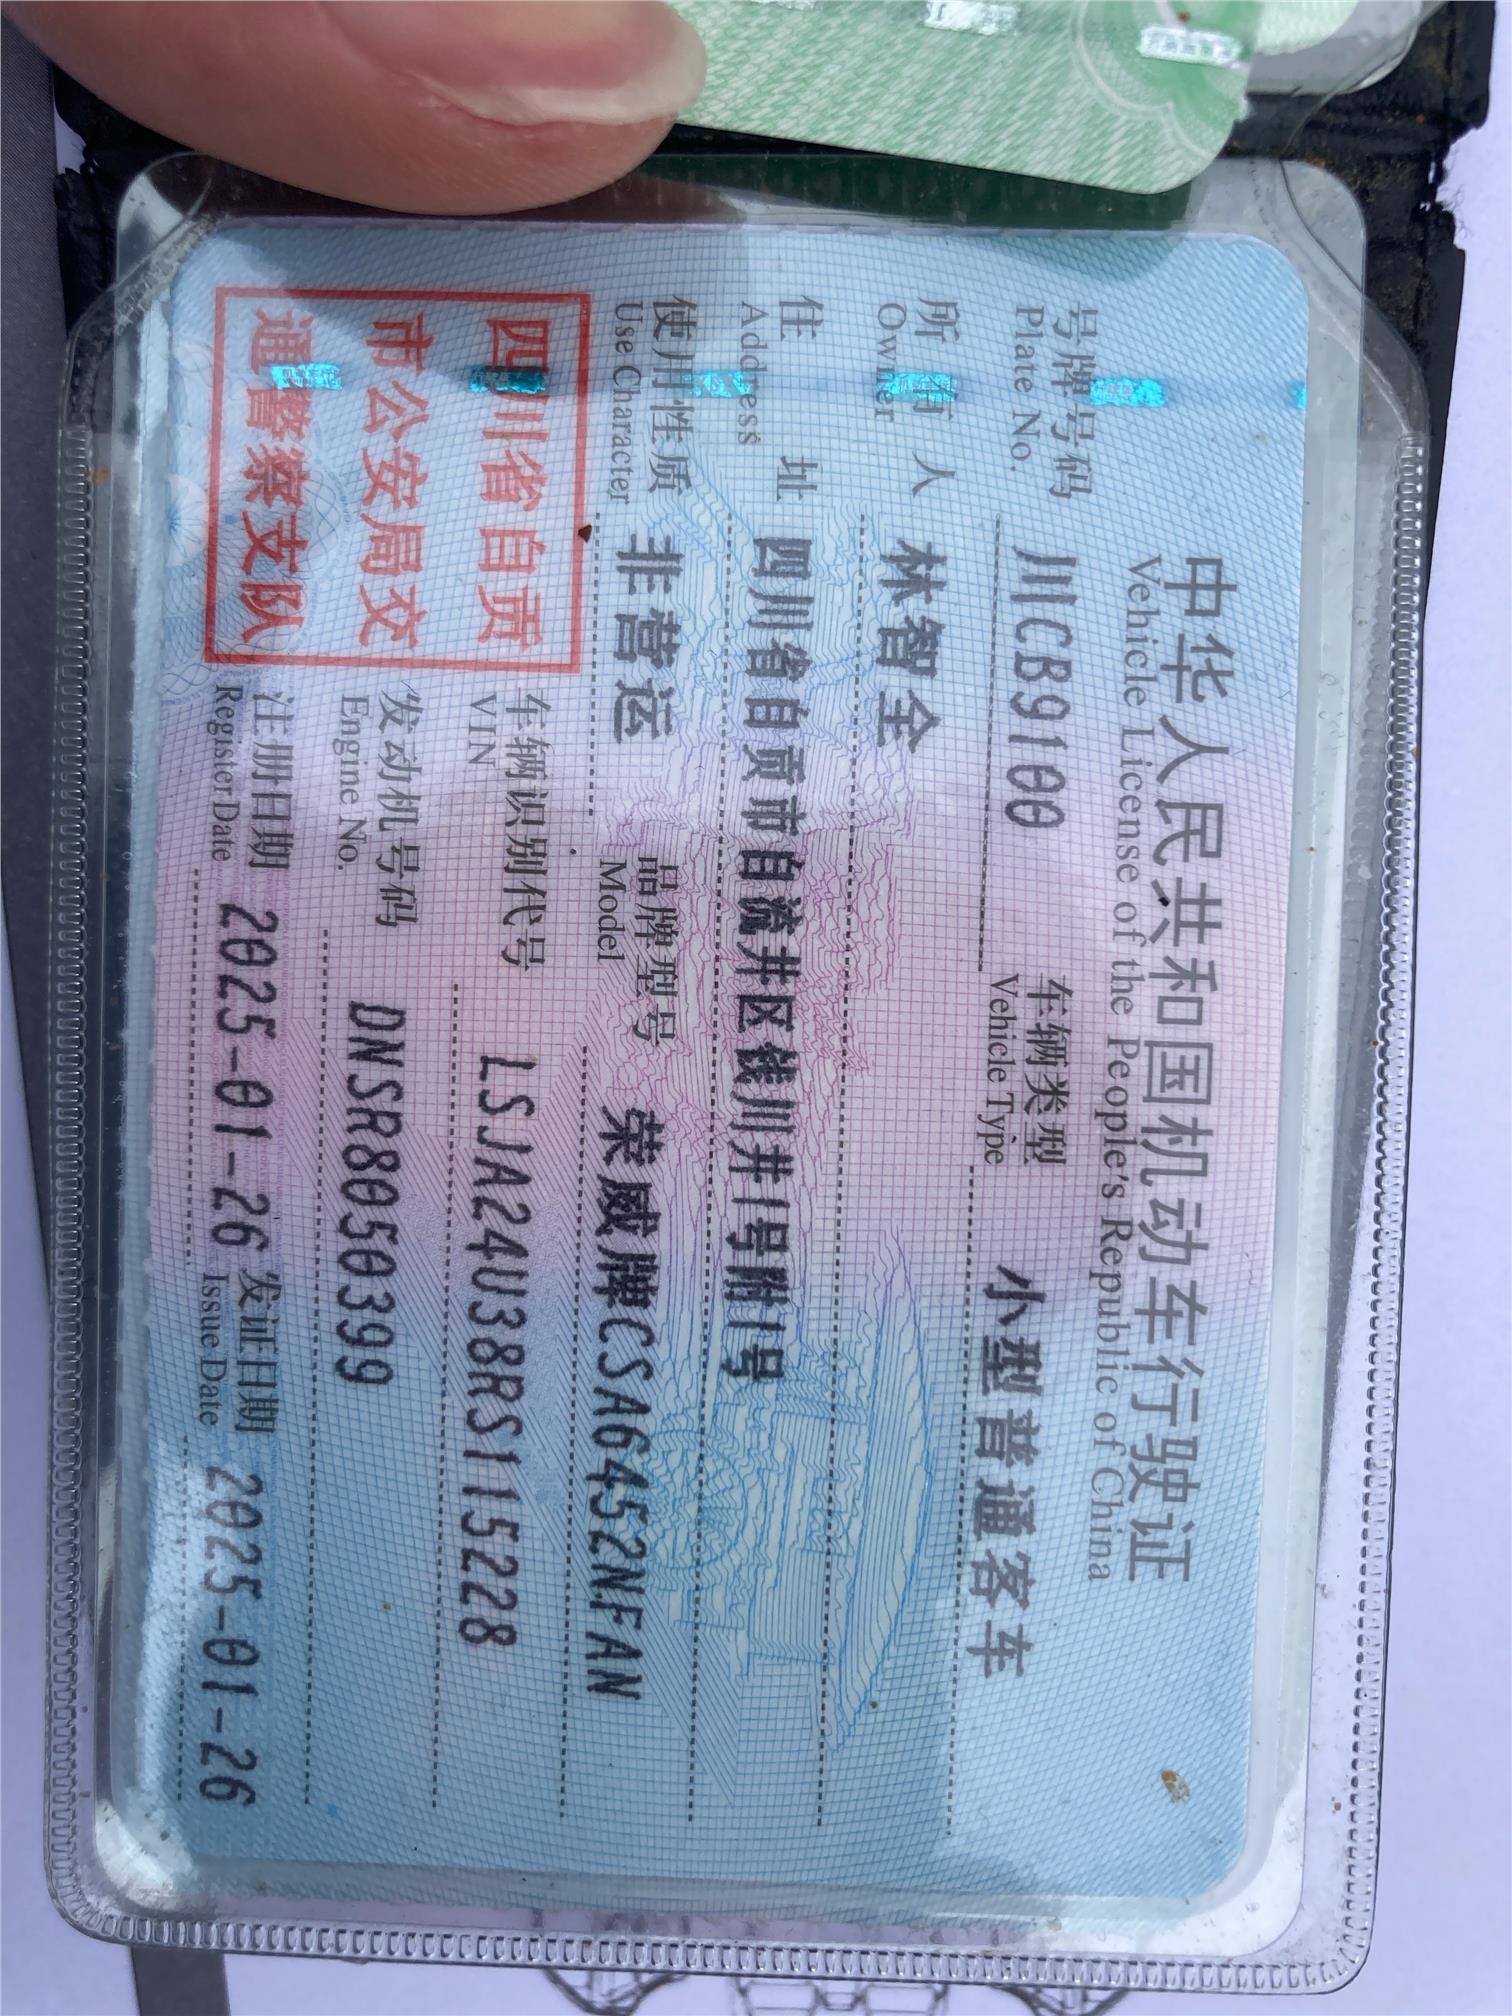 中华人民共和国机动车行驶证
Vehicle License of the People's Republic of China
号牌号码 川CB9100 车辆类型 小型普通客车
Plate No. Vehicle Type
所有人 林智全
Owner
住址 四川省自贡市自流井区钱川井1号附1号
Address
使用性质 非营运 品牌型号 荣威牌CSA6452NFAN
Use Character Model
四川省自贡
市公安局交
通警察支队
车辆识别代号 LSJA24U38RS115228
VIN
发动机号码 DNSR8050399
Engine No.
注册日期 2025-01-26 发证日期 2025-01-26
Register Date Issue Date